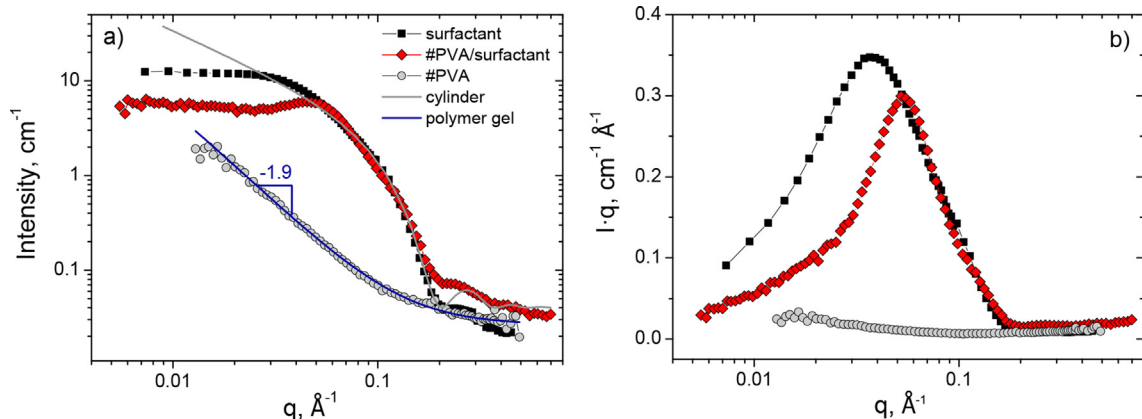 a)
surfactant
#PVA/surfactant
#PVA
cylinder
polymer gel
-1.9
Intensity, cm⁻¹
10
1
0.10
0.01
0.1
q, Å⁻¹
b)
I·q, cm⁻¹ Å⁻¹
0.4
0.3
0.2
0.1
0.0
0.01
0.1
q, Å⁻¹